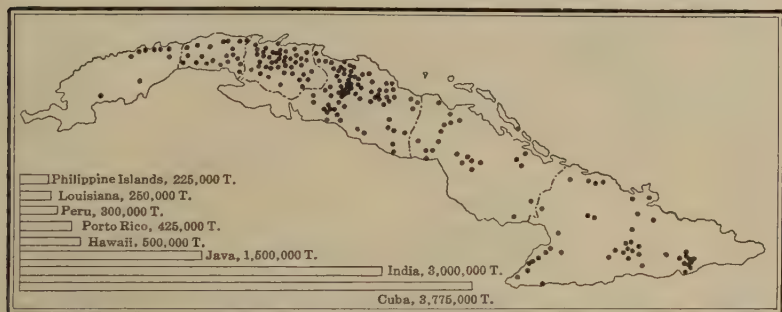 Philippine Islands, 225,000 T.
Louisiana, 250,000 T.
Peru, 300,000 T.
Porto Rico, 425,000 T.
Hawaii, 500,000 T.
Java, 1,500,000 T.
India, 3,000,000 T.
Cuba, 3,775,000 T.